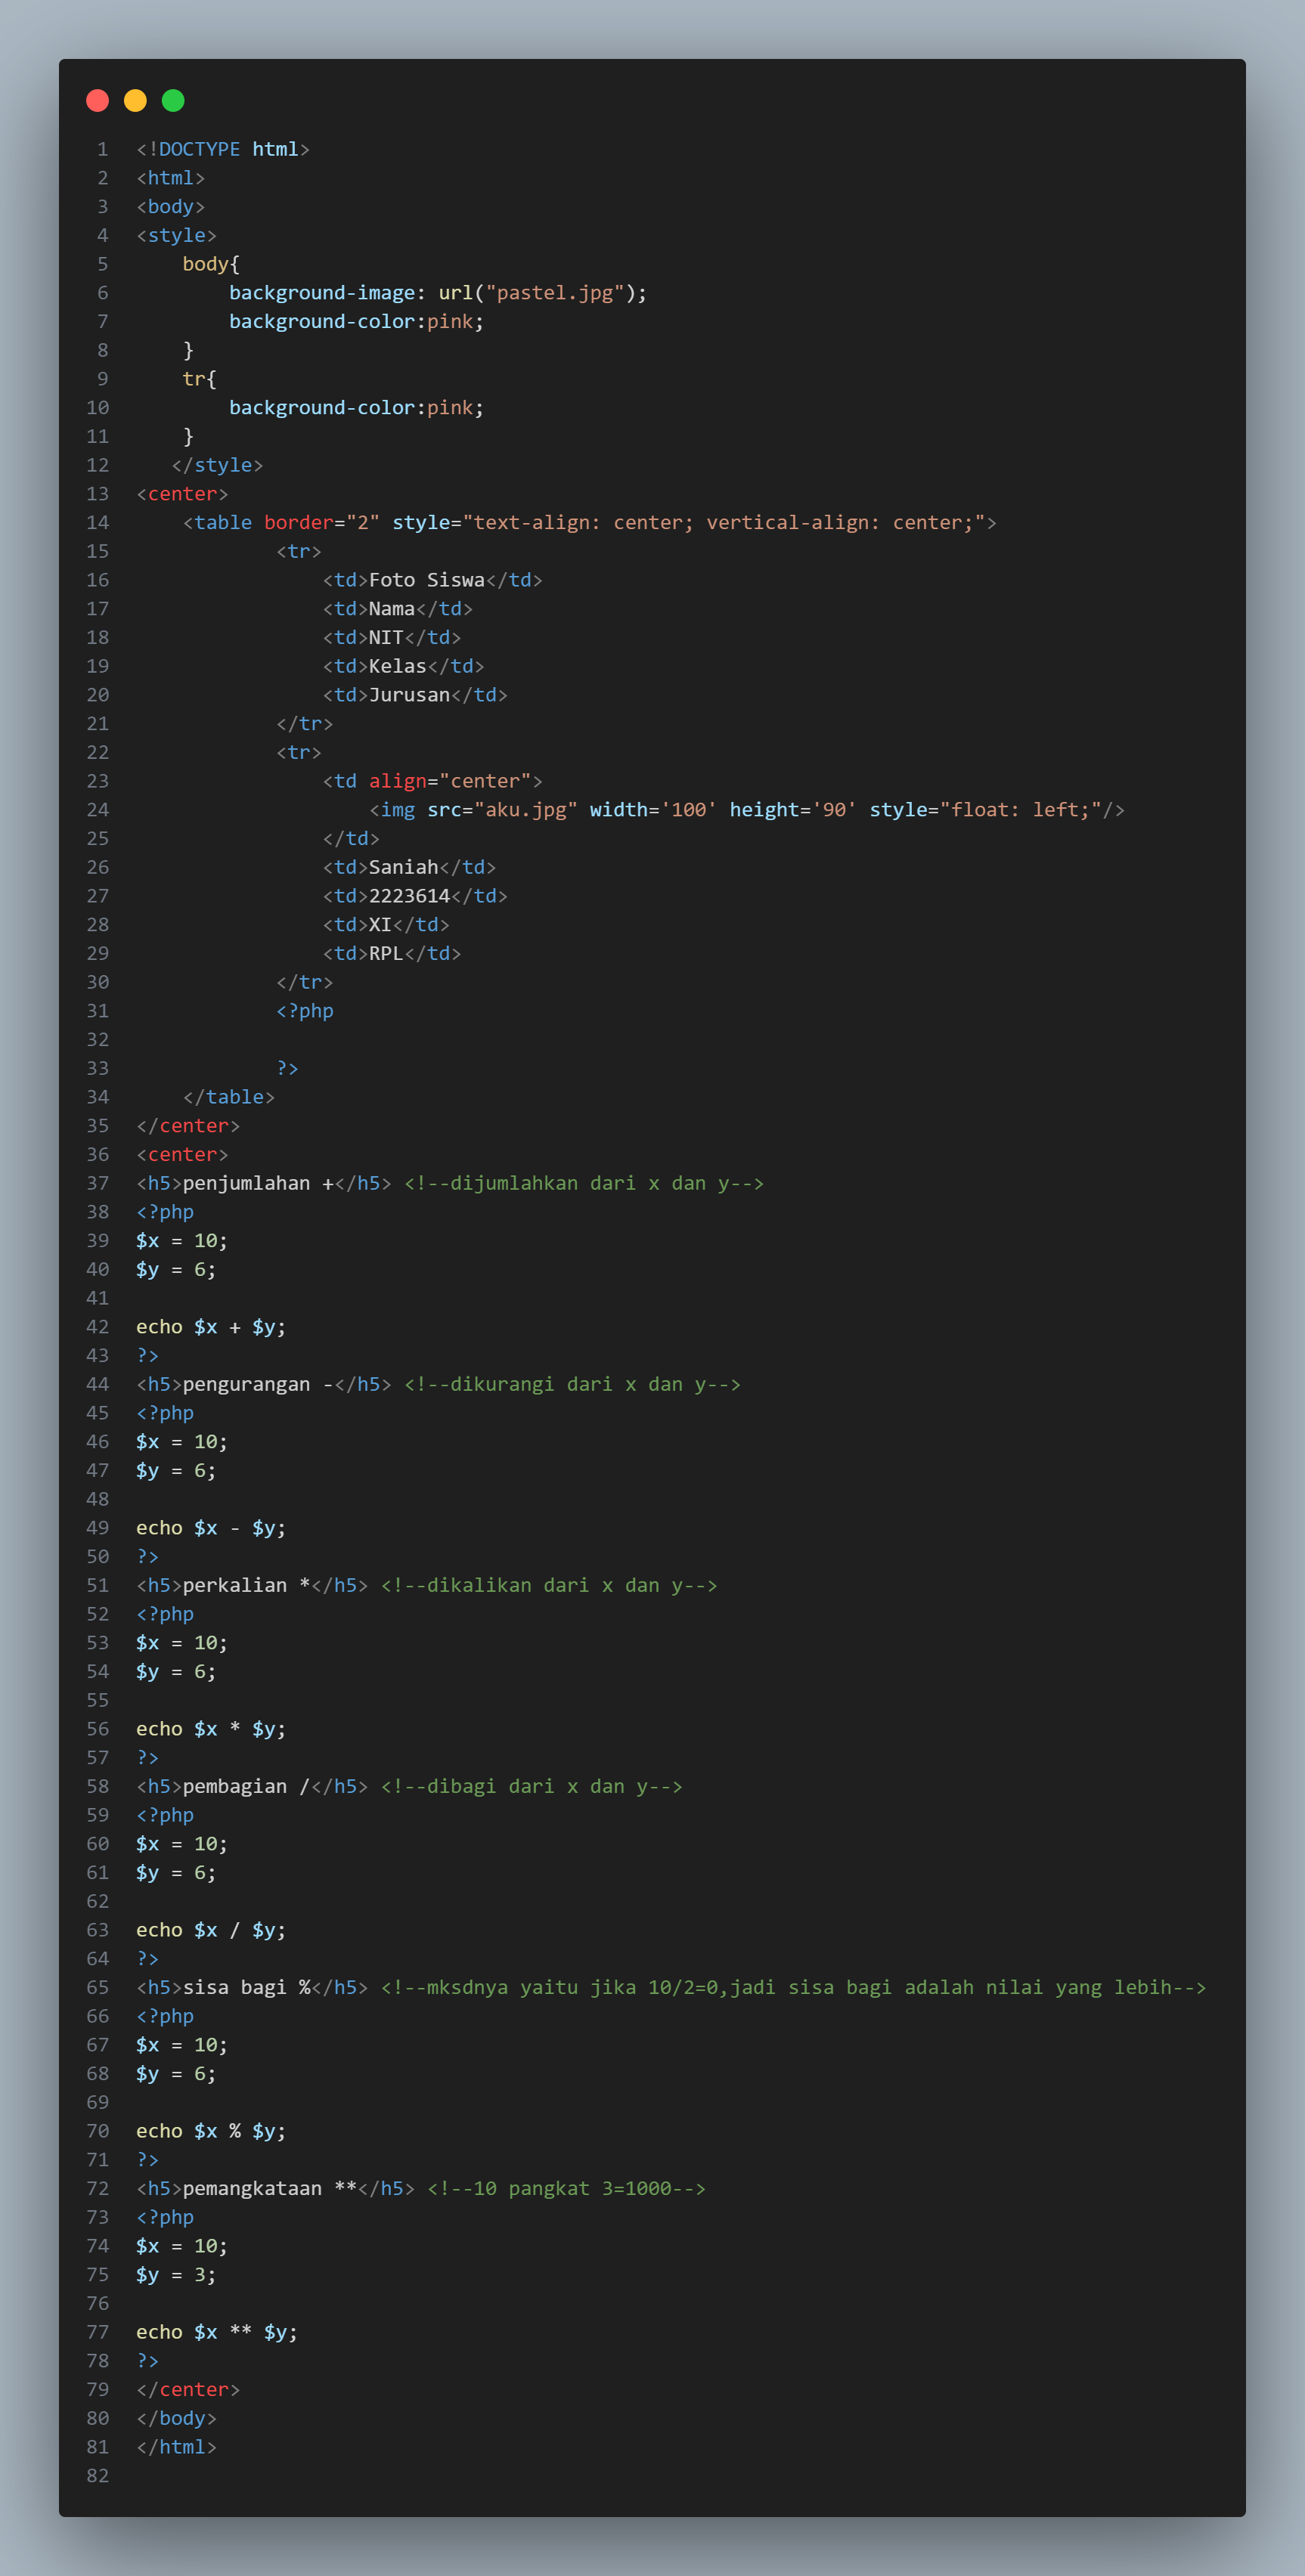 1 <!DOCTYPE html>
2 <html>
3 <body>
4 <style>
5     body{
6         background-image: url("pastel.jpg");
7         background-color:pink;
8     }
9     tr{
10         background-color:pink;
11     }
12    </style>
13 <center>
14     <table border="2" style="text-align: center; vertical-align: center;">
15             <tr>
16                 <td>Foto Siswa</td>
17                 <td>Nama</td>
18                 <td>NIT</td>
19                 <td>Kelas</td>
20                 <td>Jurusan</td>
21             </tr>
22             <tr>
23                 <td align="center">
24                     <img src="aku.jpg" width='100' height='90' style="float: left;"/>
25                 </td>
26                 <td>Saniah</td>
27                 <td>2223614</td>
28                 <td>XI</td>
29                 <td>RPL</td>
30             </tr>
31             <?php
32
33             ?>
34     </table>
35 </center>
36 <center>
37 <h5>penjumlahan +</h5> <!--dijumlahkan dari x dan y-->
38 <?php
39 $x = 10;
40 $y = 6;
41
42 echo $x + $y;
43 ?>
44 <h5>pengurangan -</h5> <!--dikurangi dari x dan y-->
45 <?php
46 $x = 10;
47 $y = 6;
48
49 echo $x - $y;
50 ?>
51 <h5>perkalian *</h5> <!--dikalikan dari x dan y-->
52 <?php
53 $x = 10;
54 $y = 6;
55
56 echo $x * $y;
57 ?>
58 <h5>pembagian /</h5> <!--dibagi dari x dan y-->
59 <?php
60 $x = 10;
61 $y = 6;
62
63 echo $x / $y;
64 ?>
65 <h5>sisa bagi %</h5> <!--mksdnya yaitu jika 10/2=0,jadi sisa bagi adalah nilai yang lebih-->
66 <?php
67 $x = 10;
68 $y = 6;
69
70 echo $x % $y;
71 ?>
72 <h5>pemangkataan **</h5> <!--10 pangkat 3=1000-->
73 <?php
74 $x = 10;
75 $y = 3;
76
77 echo $x ** $y;
78 ?>
79 </center>
80 </body>
81 </html>
82